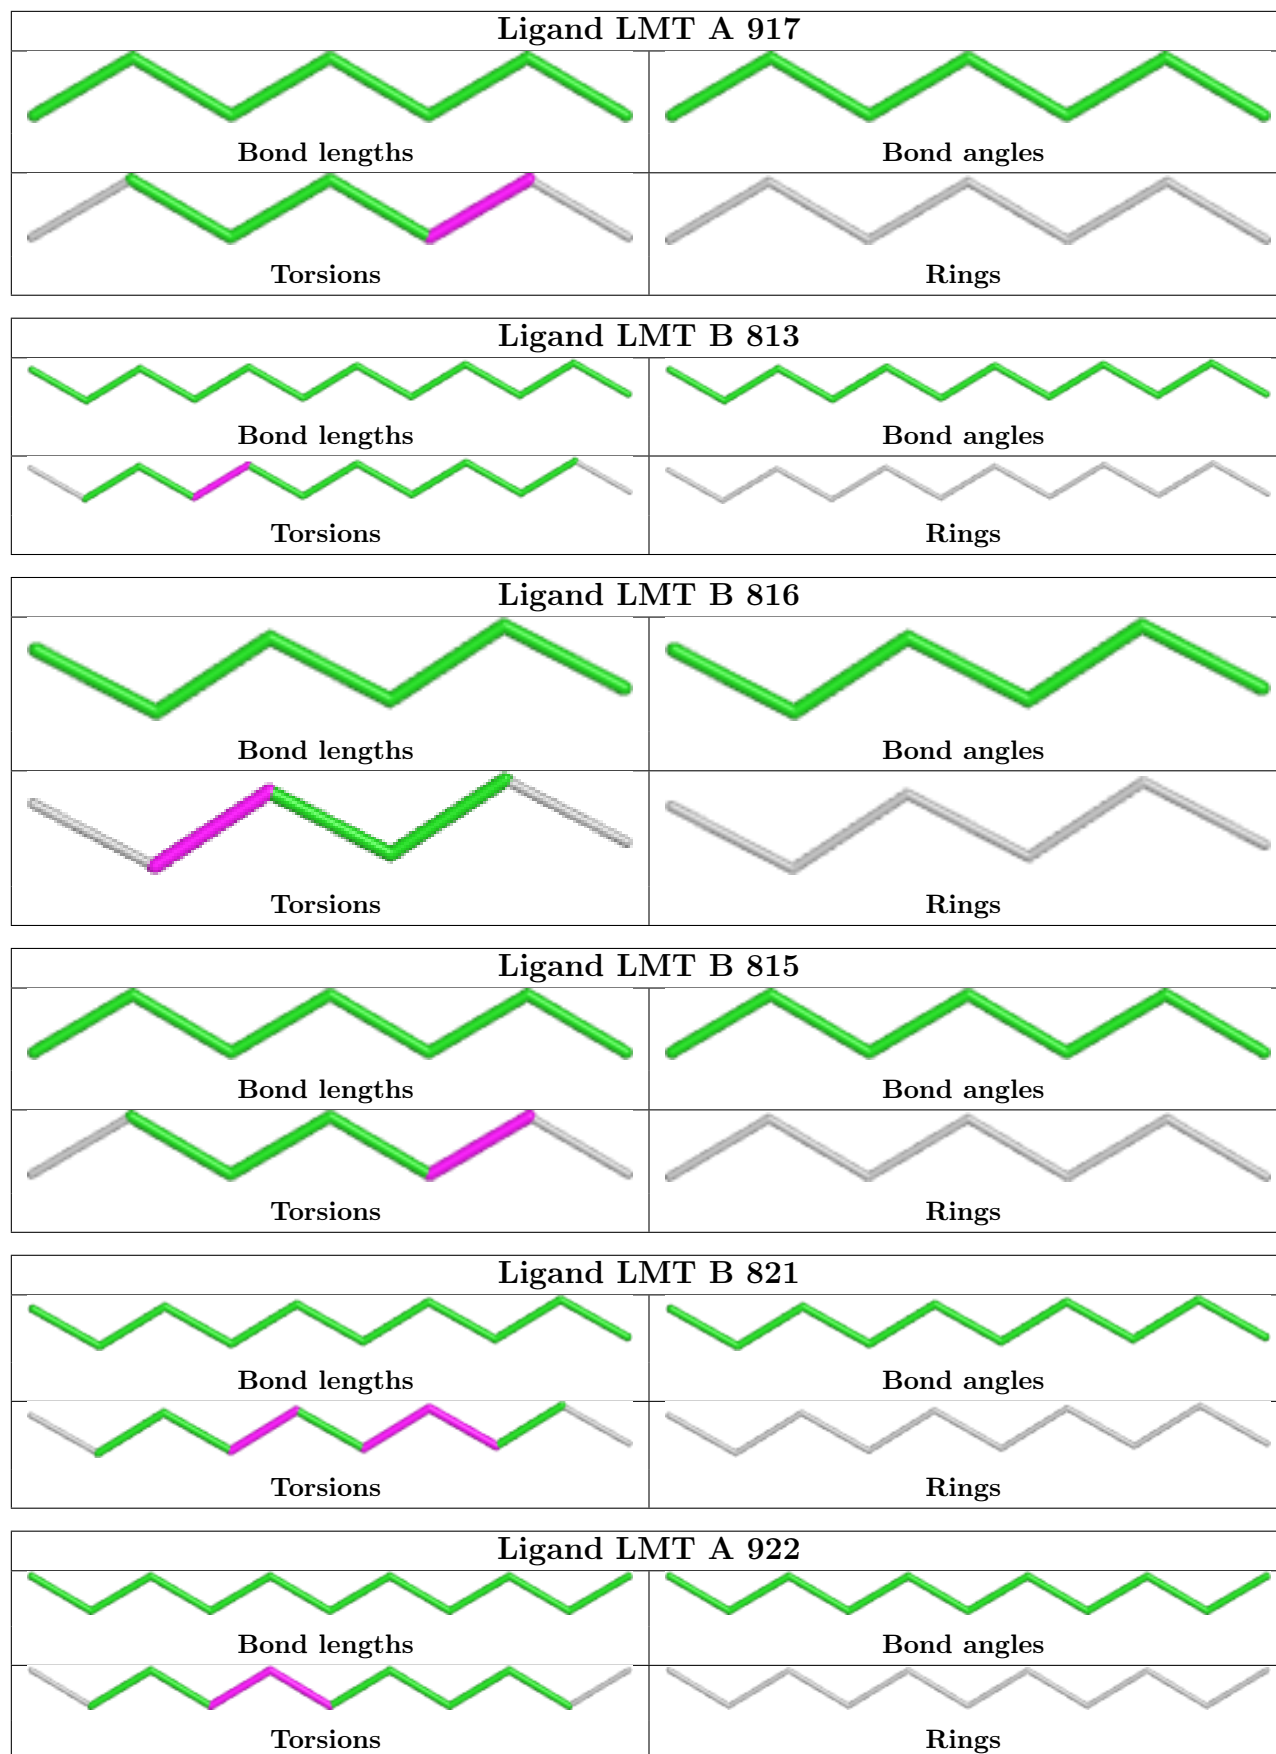 Ligand LMT A 917
Bond lengths Bond angles
Torsions Rings
Ligand LMT B 813
Bond lengths Bond angles
Torsions Rings
Ligand LMT B 816
Bond lengths Bond angles
Torsions Rings
Ligand LMT B 815
Bond lengths Bond angles
Torsions Rings
Ligand LMT B 821
Bond lengths Bond angles
Torsions Rings
Ligand LMT A 922
Bond lengths Bond angles
Torsions Rings